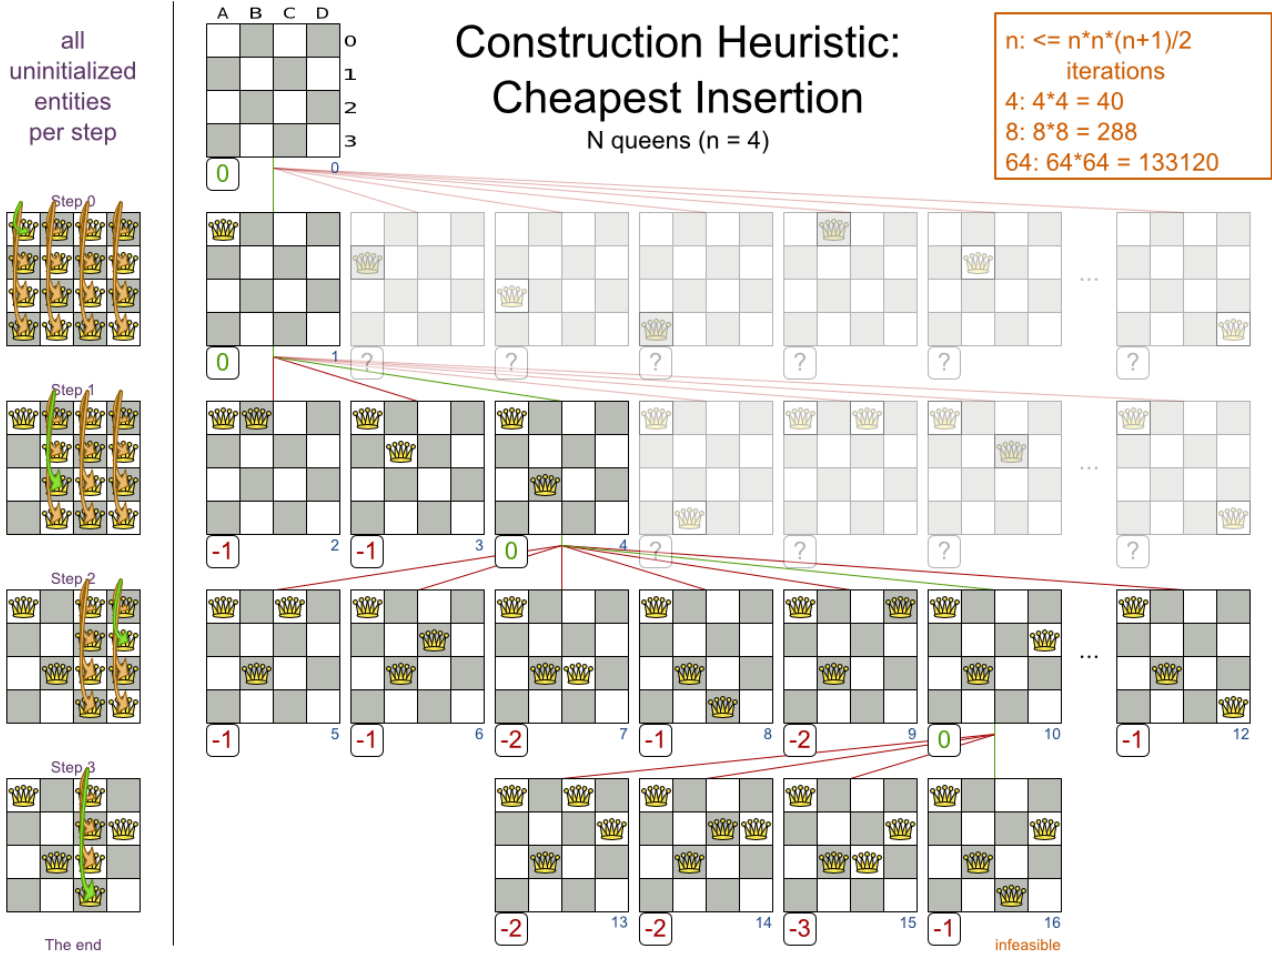 A B C D
0
1
2
3
all
uninitialized
entities
per step
Construction Heuristic:
Cheapest Insertion
N queens (n = 4)
n: <= n*n*(n+1)/2
iterations
4: 4*4 = 40
8: 8*8 = 288
64: 64*64 = 133120
0 0
Step 0
...
0 1 ? ? ? ? ? ?
Step 1
...
-1 2 -1 3 0 4 ? ? ? ?
Step 2
...
-1 5 -1 6 -2 7 -1 8 -2 9 0 10 -1 12
Step 3
-2 13 -2 14 -3 15 -1 16
The end
infeasible